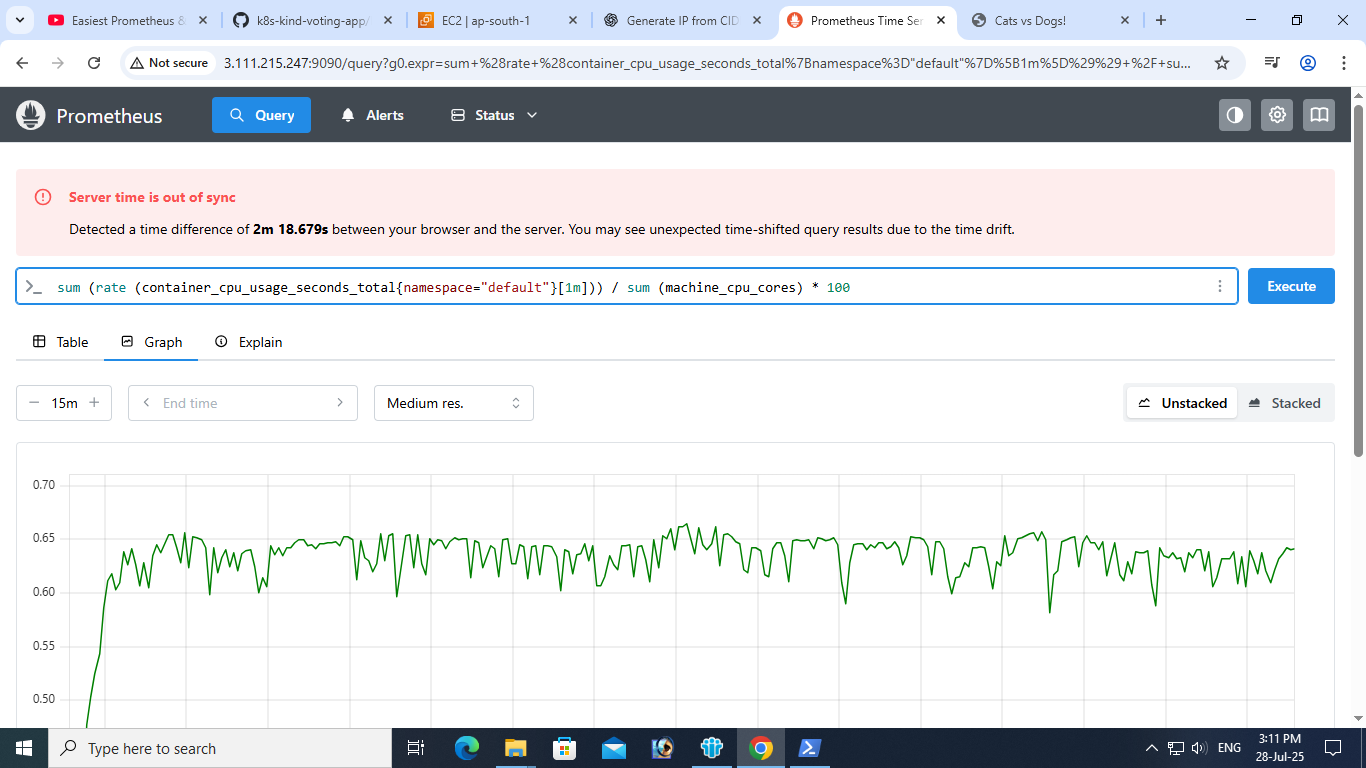 Easiest Prometheus &
k8s-kind-voting-app/
EC2 | ap-south-1
Generate IP from CID
Prometheus Time Ser
Cats vs Dogs!
Not secure
3.111.215.247:9090/query?g0.expr=sum+%28rate+%28container_cpu_usage_seconds_total%7Bnamespace%3D"default"%7D%5B1m%5D%29%29+%2F+su...
Prometheus
Query
Alerts
Status
Server time is out of sync
Detected a time difference of 2m 18.679s between your browser and the server. You may see unexpected time-shifted query results due to the time drift.
sum (rate (container_cpu_usage_seconds_total{namespace="default"}[1m])) / sum (machine_cpu_cores) * 100
Execute
Table
Graph
Explain
15m
End time
Medium res.
Unstacked
Stacked
0.70
0.65
0.60
0.55
0.50
Type here to search
ENG
3:11 PM
28-Jul-25